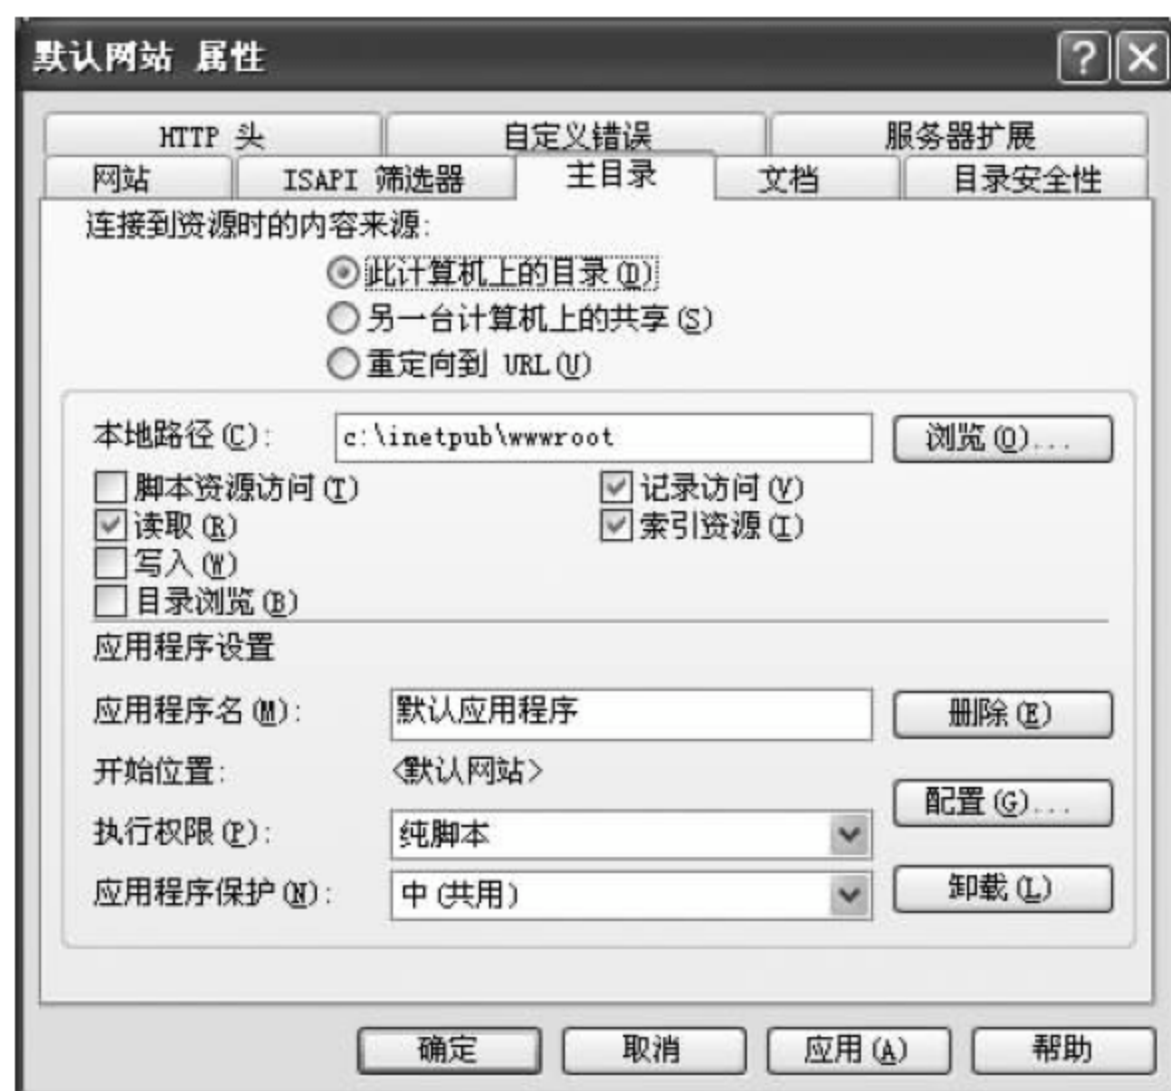 默认网站 属性
HTTP 头 自定义错误 服务器扩展
网站 ISAPI 筛选器 主目录 文档 目录安全性
连接到资源时的内容来源:
此计算机上的目录(D)
另一台计算机上的共享(S)
重定向到 URL(U)
本地路径(C): c:\inetpub\wwwroot 浏览(O)...
脚本资源访问(T) 记录访问(V)
读取(R) 索引资源(I)
写入(W)
目录浏览(B)
应用程序设置
应用程序名(M): 默认应用程序 删除(E)
开始位置: <默认网站>
配置(G)...
执行权限(P): 纯脚本
应用程序保护(N): 中(共用) 卸载(L)
确定 取消 应用(A) 帮助